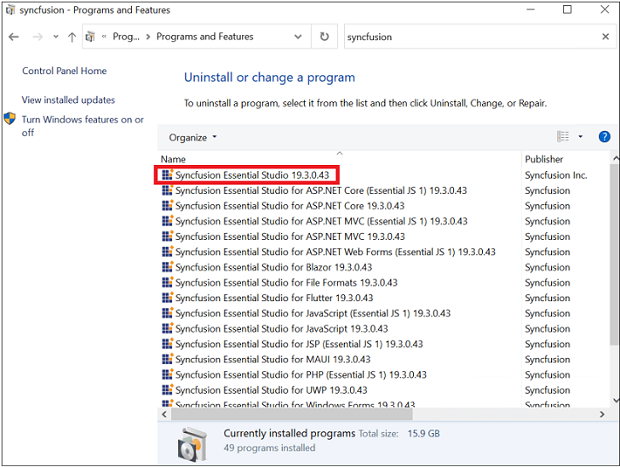 syncfusion - Programs and Features
Prog... Programs and Features syncfusion
Control Panel Home
View installed updates
Turn Windows features on or off
Uninstall or change a program
To uninstall a program, select it from the list and then click Uninstall, Change, or Repair.
Organize
Name Publisher
Syncfusion Essential Studio 19.3.0.43 Syncfusion Inc.
Syncfusion Essential Studio for ASP.NET Core (Essential JS 1) 19.3.0.43 Syncfusion
Syncfusion Essential Studio for ASP.NET Core 19.3.0.43 Syncfusion
Syncfusion Essential Studio for ASP.NET MVC (Essential JS 1) 19.3.0.43 Syncfusion
Syncfusion Essential Studio for ASP.NET MVC 19.3.0.43 Syncfusion
Syncfusion Essential Studio for ASP.NET Web Forms (Essential JS 1) 19.3.0.43 Syncfusion
Syncfusion Essential Studio for Blazor 19.3.0.43 Syncfusion
Syncfusion Essential Studio for File Formats 19.3.0.43 Syncfusion
Syncfusion Essential Studio for Flutter 19.3.0.43 Syncfusion
Syncfusion Essential Studio for JavaScript (Essential JS 1) 19.3.0.43 Syncfusion
Syncfusion Essential Studio for JavaScript 19.3.0.43 Syncfusion
Syncfusion Essential Studio for JSP (Essential JS 1) 19.3.0.43 Syncfusion
Syncfusion Essential Studio for MAUI 19.3.0.43 Syncfusion
Syncfusion Essential Studio for PHP (Essential JS 1) 19.3.0.43 Syncfusion
Syncfusion Essential Studio for UWP 19.3.0.43 Syncfusion
Syncfusion Essential Studio for Windows Forms 19.3.0.43 Syncfusion
Currently installed programs Total size: 15.9 GB
49 programs installed